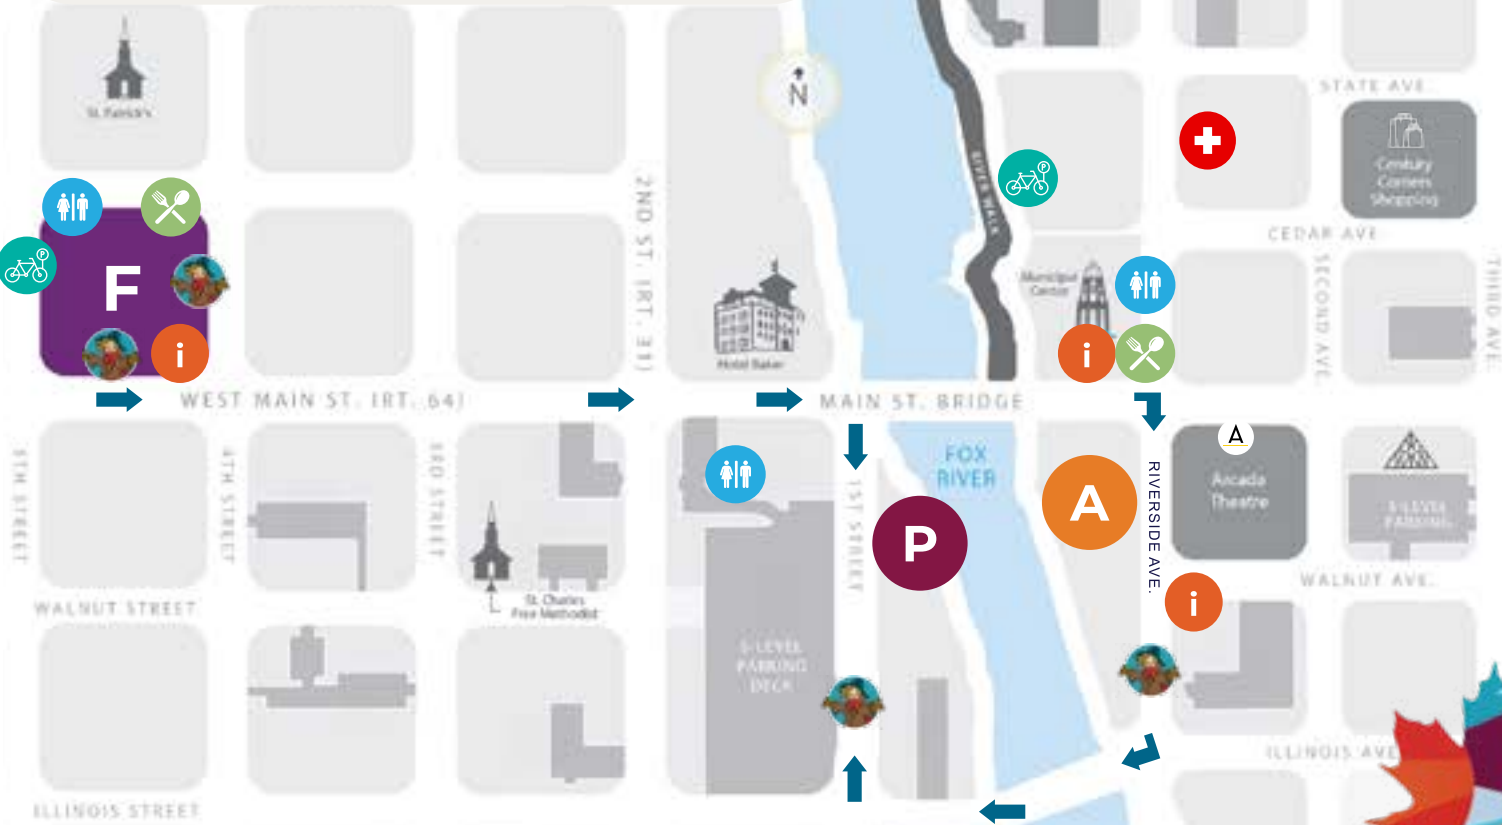 N
STATE AVE.
St. Patrick's
Century
Corners
Shopping
RIVER WALK
2ND ST. (RT. 31)
CEDAR AVE
SECOND AVE.
THIRD AVE.
F
Municipal
Center
i
i
Hotel Baker
WEST MAIN ST. (RT. 64)
MAIN ST. BRIDGE
5TH STREET
4TH STREET
3RD STREET
1ST STREET
FOX
RIVER
P
A
RIVERSIDE AVE.
A
Arcada
Theatre
5-LEVEL
PARKING
WALNUT AVE.
i
WALNUT STREET
St. Charles
Free Methodist
5-LEVEL
PARKING
DECK
ILLINOIS AVE
ILLINOIS STREET